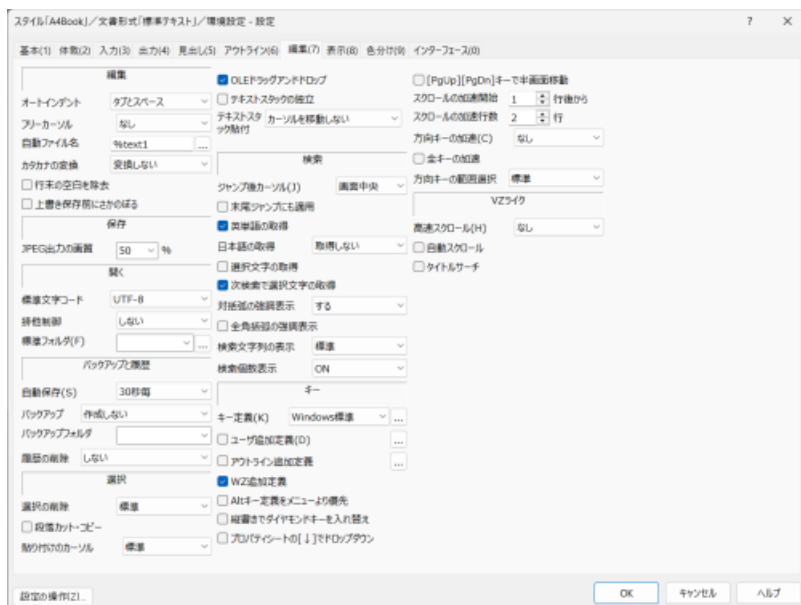 スタイル「A4Book」／文書形式「標準テキスト」／環境設定 - 設定
? ×
基本(1) 体裁(2) 入力(3) 出力(4) 見出し(5) アウトライン(6) 編集(7) 表示(8) 色分け(9) インターフェース(0)
編集
オートインデント タブとスペース
フリーカーソル なし
自動ファイル名 %text1 ...
カタカナの変換 変換しない
行末の空白を除去
上書き保存前にさかのぼる
保存
JPEG出力の画質 50 %
開く
標準文字コード UTF-8
排他制御 しない
標準フォルダ(F) ...
バックアップと履歴
自動保存(S) 30秒毎
バックアップ 作成しない
バックアップフォルダ
履歴の削除 しない
選択
選択の削除 標準
段落カット・コピー
貼り付けのカーソル 標準
OLEドラッグアンドドロップ
テキストスタックの独立
テキストスタック貼付 カーソルを移動しない
検索
ジャンプ後カーソル(J) 画面中央
末尾ジャンプにも適用
英単語の取得
日本語の取得 取得しない
選択文字の取得
次検索で選択文字の取得
対括弧の強調表示 する
全角括弧の強調表示
検索文字列の表示 標準
検索個数表示 ON
キー
キー定義(K) Windows標準 ...
ユーザ追加定義(D) ...
アウトライン追加定義 ...
WZ追加定義
Altキー定義をメニューより優先
縦書きでダイヤモンドキーを入れ替え
プロパティシートの[↓]でドロップダウン
[PgUp][PgDn]キーで半画面移動
スクロールの加速開始 1 行後から
スクロールの加速行数 2 行
方向キーの加速(C) なし
全キーの加速
方向キーの範囲選択 標準
VZライク
高速スクロール(H) なし
自動スクロール
タイトルサーチ
設定の操作(Z)...
OK キャンセル ヘルプ